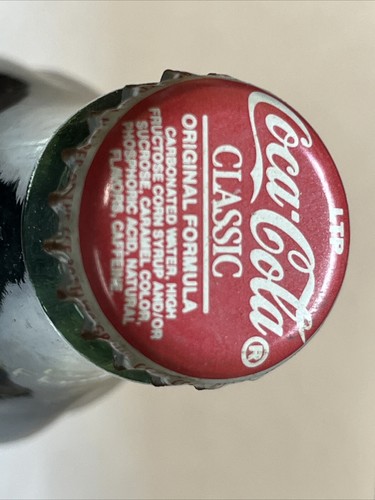 LTP
Coca-Cola®
CLASSIC
ORIGINAL FORMULA
CARBONATED WATER, HIGH
FRUCTOSE CORN SYRUP AND/OR
SUCROSE, CARAMEL COLOR,
PHOSPHORIC ACID, NATURAL
FLAVORS, CAFFEINE